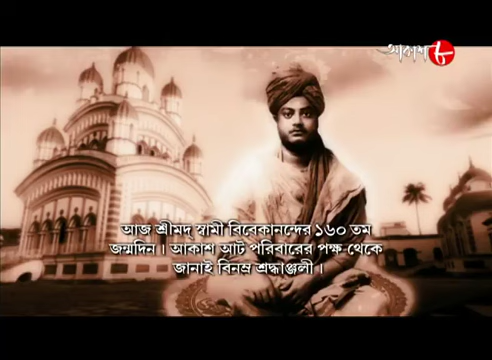 আকাশ ৮
আজ শ্রীমদ্ স্বামী বিবেকানন্দের ১৬০ তম
জন্মদিন । আকাশ আট পরিবারের পক্ষ থেকে
জানাই বিনম্র শ্রদ্ধাঞ্জলী ।